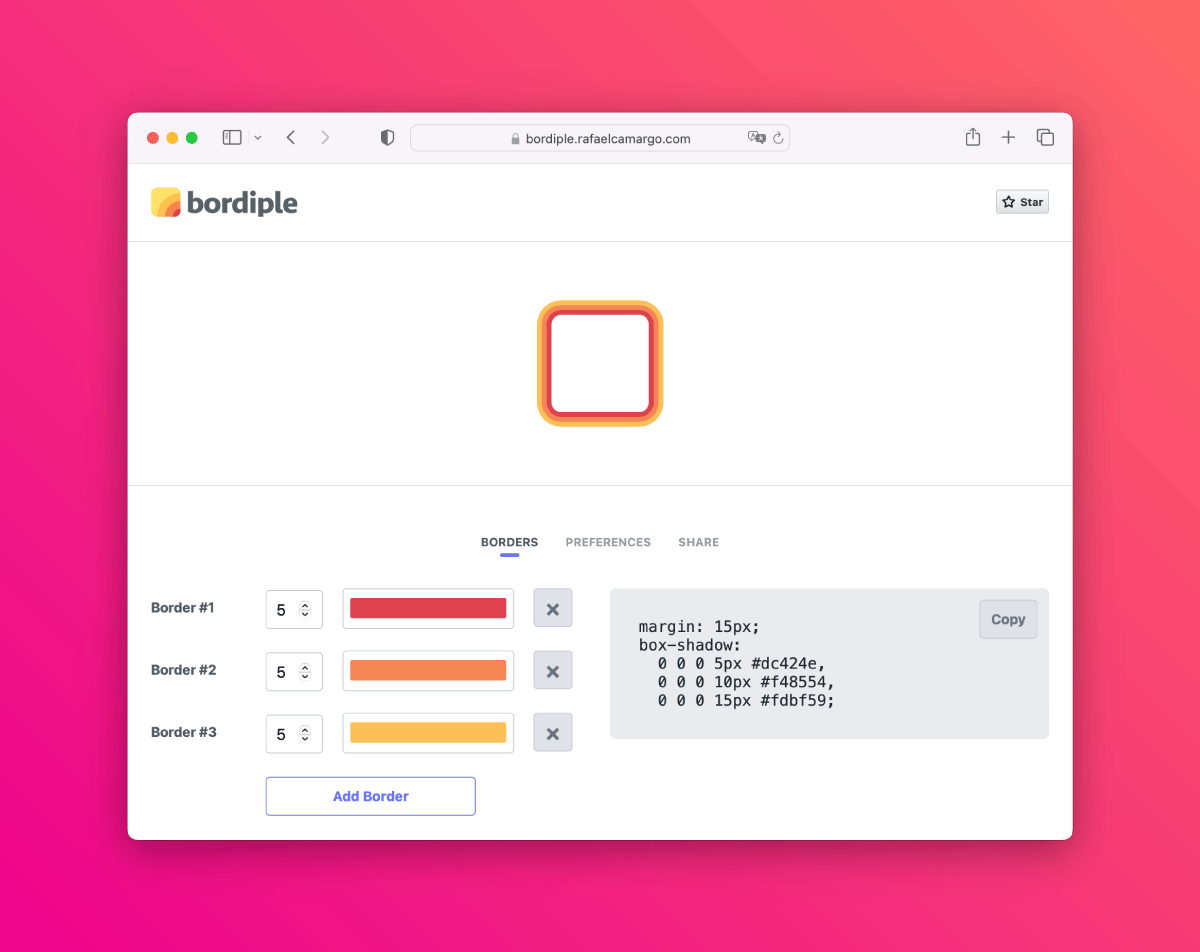 bordiple.rafaelcamargo.com
bordiple
Star
BORDERS PREFERENCES SHARE
Border #1 5
Border #2 5
Border #3 5
Add Border
Copy
margin: 15px;
box-shadow:
  0 0 0 5px #dc424e,
  0 0 0 10px #f48554,
  0 0 0 15px #fdbf59;